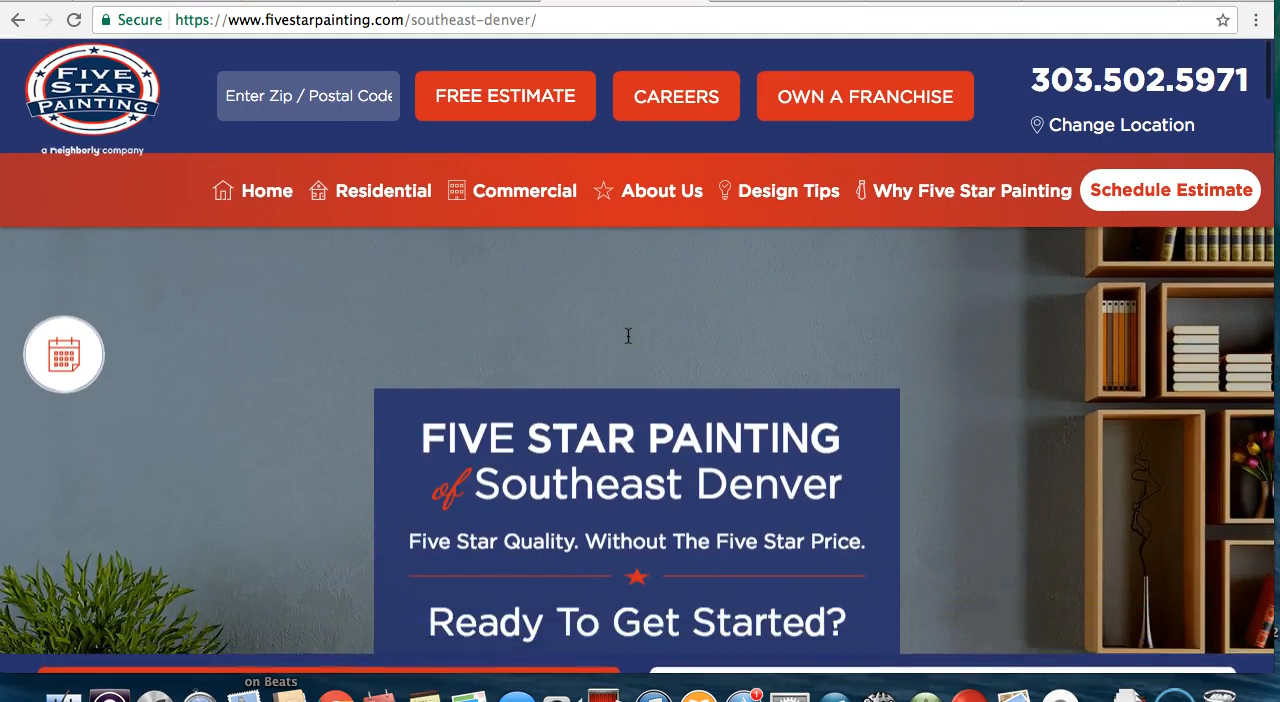 Secure https://www.fivestarpainting.com/southeast-denver/
FIVE
STAR
PAINTING
a neighborly company
Enter Zip / Postal Code
FREE ESTIMATE
CAREERS
OWN A FRANCHISE
303.502.5971
Change Location
Home
Residential
Commercial
About Us
Design Tips
Why Five Star Painting
Schedule Estimate
FIVE STAR PAINTING
of Southeast Denver
Five Star Quality. Without The Five Star Price.
Ready To Get Started?
on Beats
1